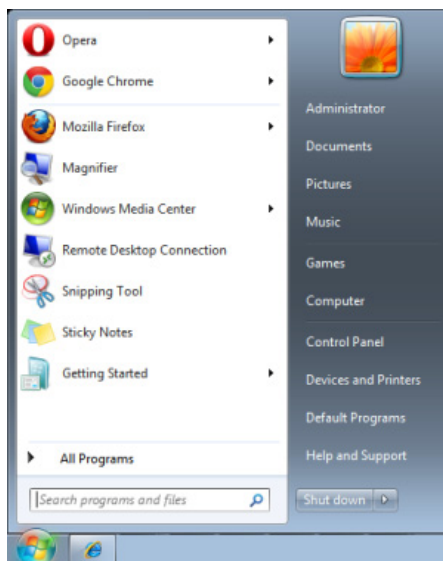 Opera
Google Chrome
Mozilla Firefox
Magnifier
Windows Media Center
Remote Desktop Connection
Snipping Tool
Sticky Notes
Getting Started
All Programs
Search programs and files
Administrator
Documents
Pictures
Music
Games
Computer
Control Panel
Devices and Printers
Default Programs
Help and Support
Shut down